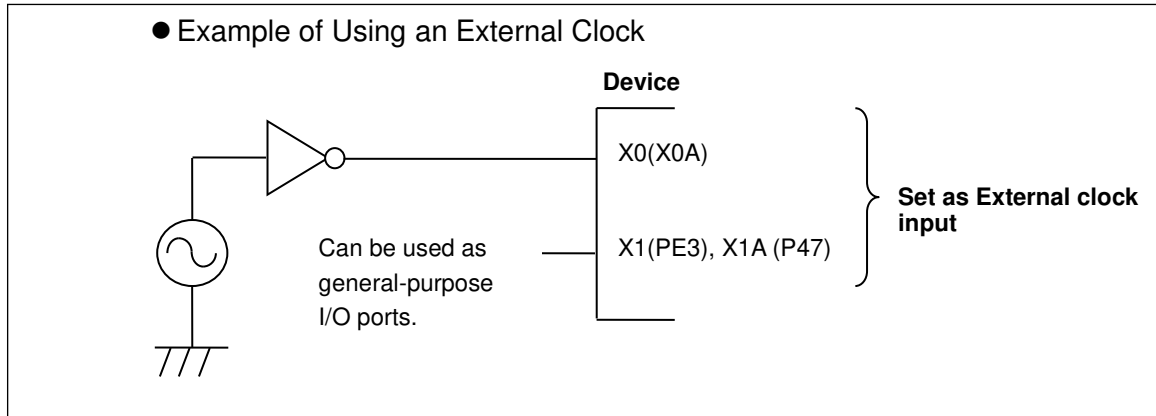 ● Example of Using an External Clock
Device
X0(X0A)
Set as External clock
input
Can be used as
general-purpose
I/O ports.
X1(PE3), X1A (P47)